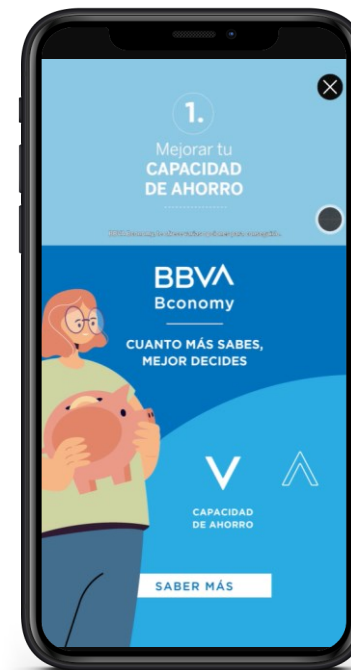 1.
Mejorar tu
CAPACIDAD
DE AHORRO
BBVA
Bconomy
CUANTO MÁS SABES,
MEJOR DECIDES
CAPACIDAD
DE AHORRO
SABER MÁS